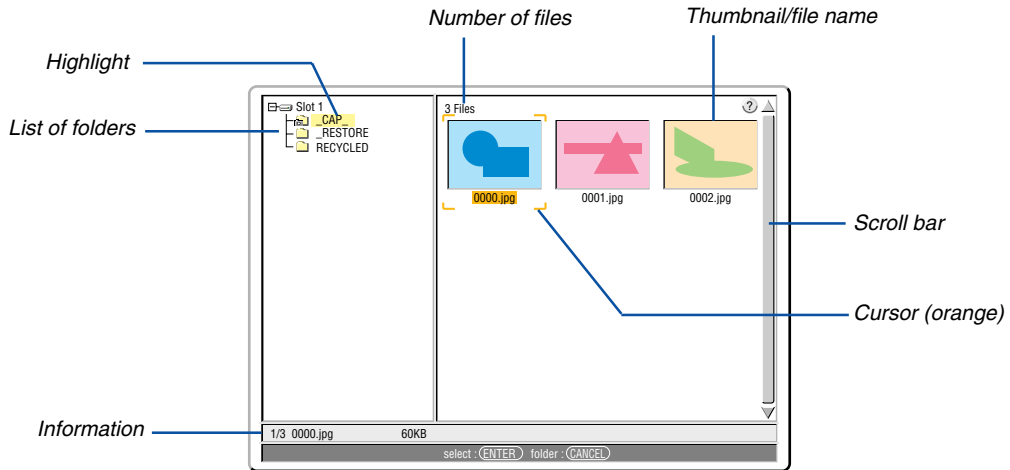 Number of files
Thumbnail/file name
Highlight
List of folders
Slot 1
_CAP_
_RESTORE
RECYCLED
3 Files
?
0000.jpg
0001.jpg
0002.jpg
Scroll bar
Cursor (orange)
Information
1/3 0000.jpg 60KB
select : ENTER folder : CANCEL